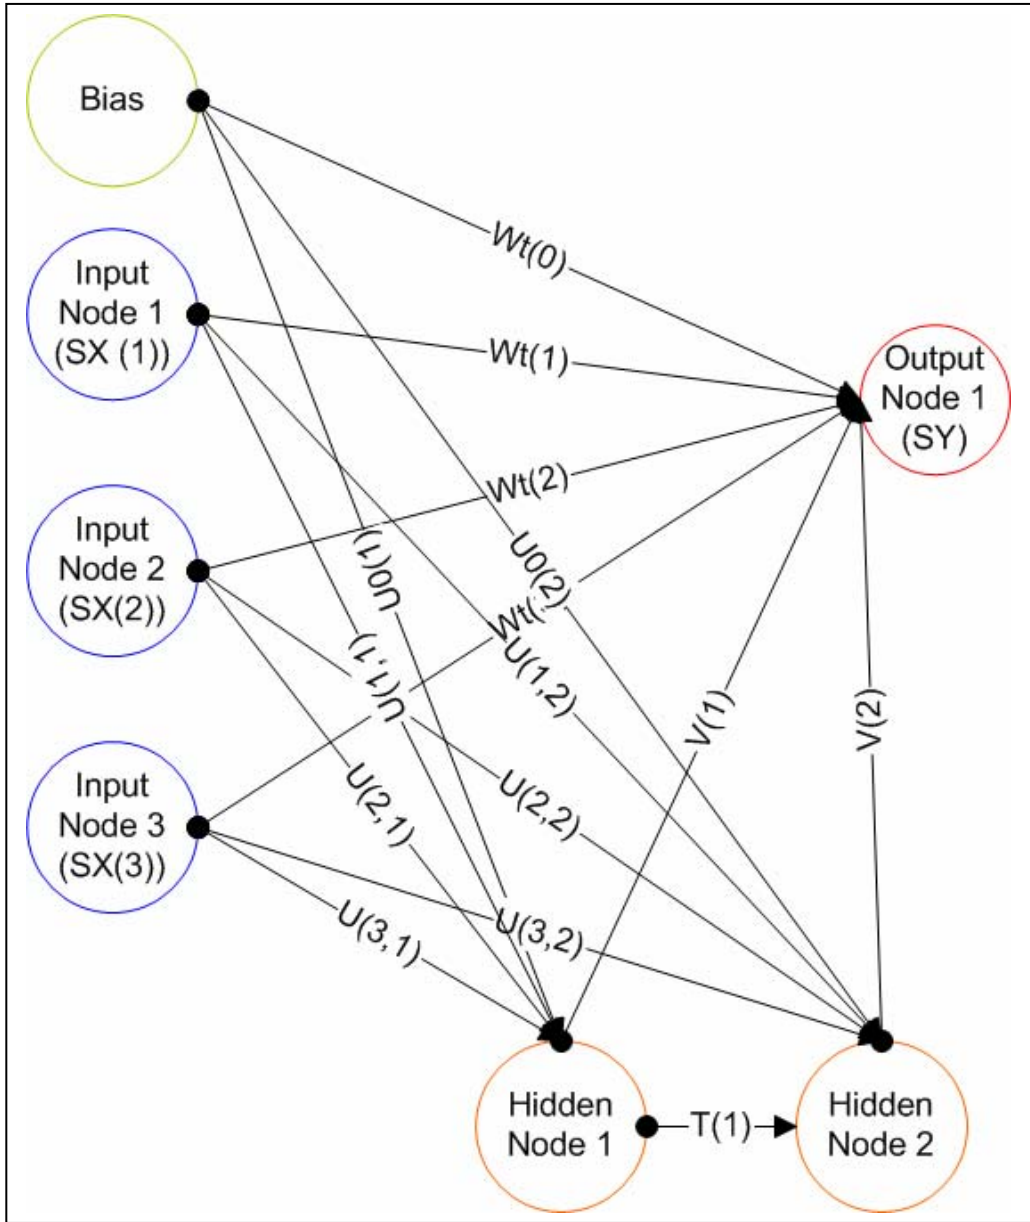 Bias
Wt(0)
Input
Node 1
(SX (1))
Wt(1)
Output
Node 1
(SY)
Wt(2)
Input
Node 2
(SX(2))
U0(1)
U0(2)
Wt(
U(1,1)
U(1,2)
V(1)
V(2)
Input
Node 3
(SX(3))
U(2,1)
U(2,2)
U(3,1)
U(3,2)
Hidden
Node 1
T(1)
Hidden
Node 2